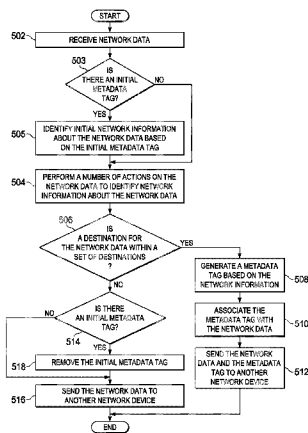 START
502
RECEIVE NETWORK DATA
503
IS
THERE AN INITIAL
METADATA
TAG?
NO
YES
505
IDENTIFY INITIAL NETWORK INFORMATION
ABOUT THE NETWORK DATA BASED
ON THE INITIAL METADATA TAG
504
PERFORM A NUMBER OF ACTIONS ON THE
NETWORK DATA TO IDENTIFY NETWORK
INFORMATION ABOUT THE NETWORK DATA
506
IS
A DESTINATION FOR
THE NETWORK DATA WITHIN A
SET OF DESTINATIONS
?
YES
NO
GENERATE A METADATA
TAG BASED ON THE
NETWORK INFORMATION
508
IS THERE
AN INITIAL
METADATA
TAG?
NO
514
YES
ASSOCIATE THE
METADATA TAG WITH
THE NETWORK DATA
510
518
REMOVE THE INITIAL METADATA TAG
SEND THE NETWORK DATA
AND THE METADATA
TAG TO ANOTHER
NETWORK DEVICE
512
516
SEND THE NETWORK DATA TO
ANOTHER NETWORK DEVICE
END